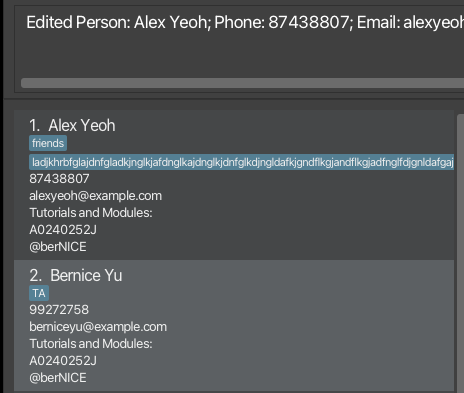 Edited Person: Alex Yeoh; Phone: 87438807; Email: alexyeoh
1. Alex Yeoh
friends
87438807
alexyeoh@example.com
Tutorials and Modules:
A0240252J
@berNICE
2. Bernice Yu
TA
99272758
berniceyu@example.com
Tutorials and Modules:
A0240252J
@berNICE